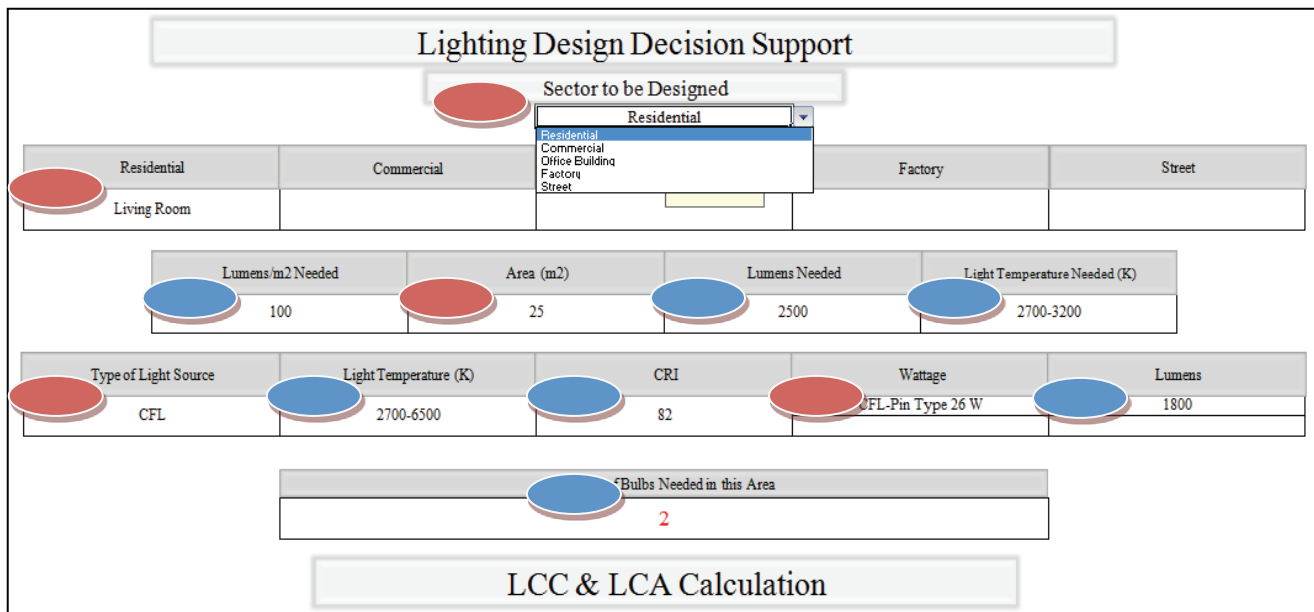 Lighting Design Decision Support
Sector to be Designed
Residential
Residential
Commercial
Office Building
Factory
Street
Residential Commercial Factory Street
Living Room
Lumens/m2 Needed Area (m2) Lumens Needed Light Temperature Needed (K)
100 25 2500 2700-3200
Type of Light Source Light Temperature (K) CRI Wattage Lumens
CFL 2700-6500 82 CFL-Pin Type 26 W 1800
Bulbs Needed in this Area
2
LCC & LCA Calculation